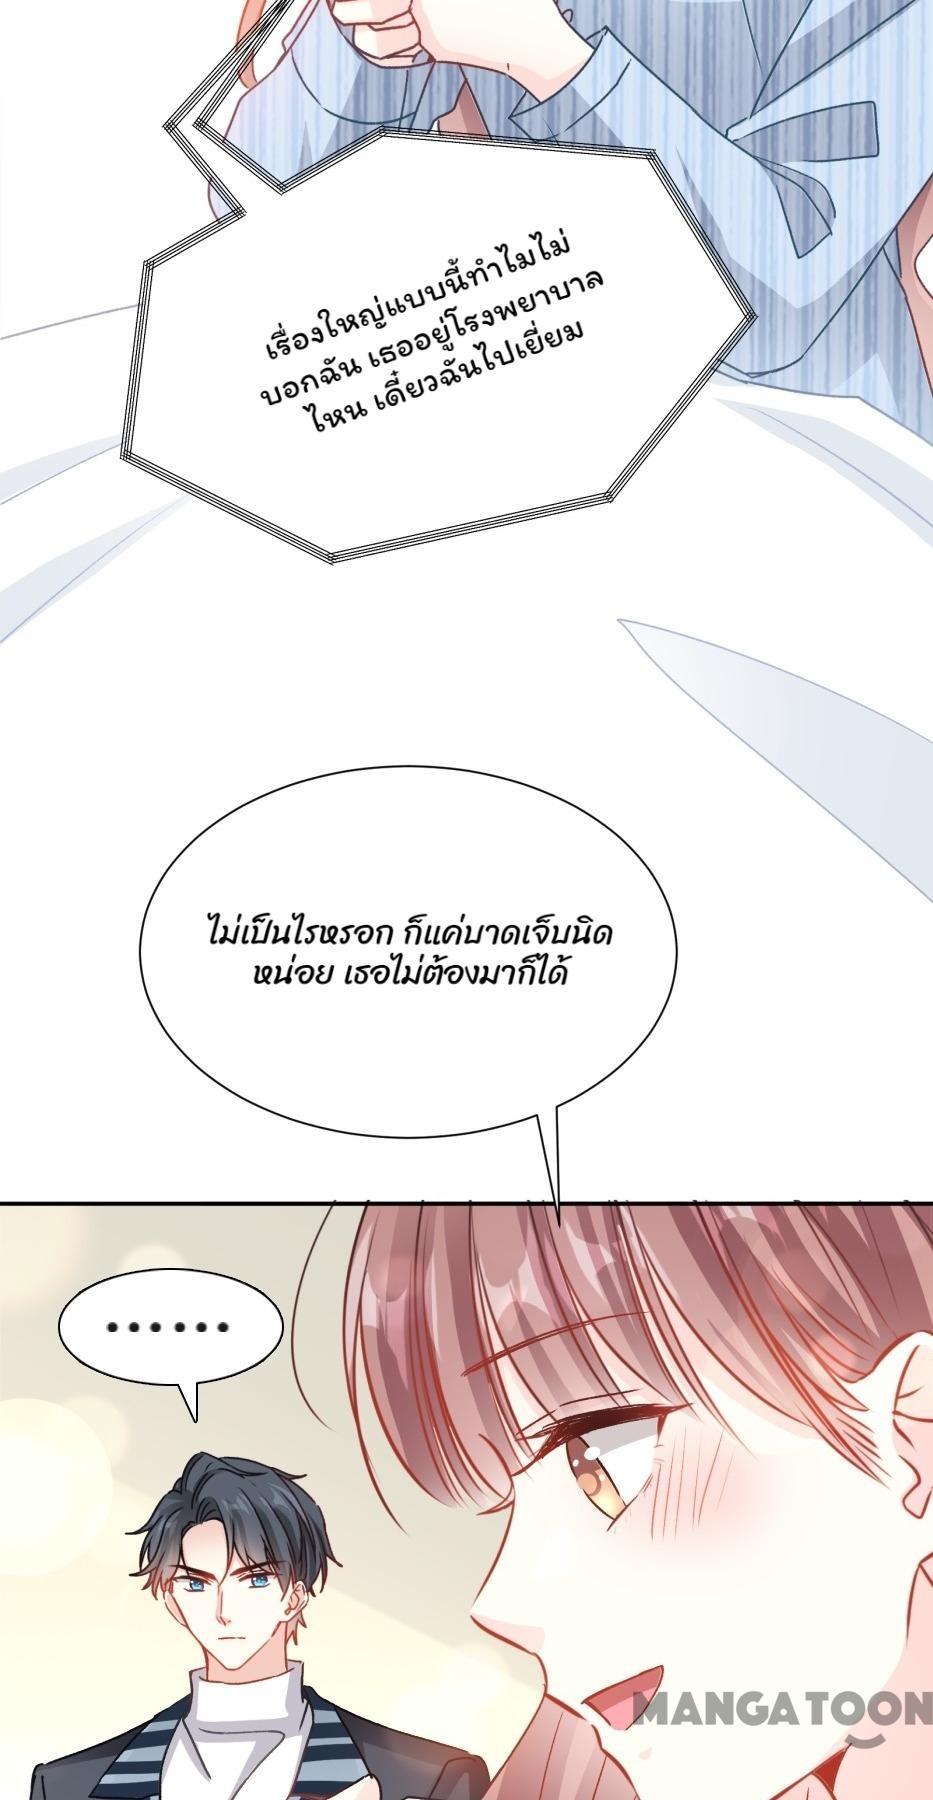 เรื่องใหญ่แบบนี้ทำไมไม่
บอกฉัน เธออยู่โรงพยาบาล
ไหน เดี๋ยวฉันไปเยี่ยม
ไม่เป็นไรหรอก ก็แค่บาดเจ็บนิด
หน่อย เธอไม่ต้องมาก็ได้
••••••
MANGATOON